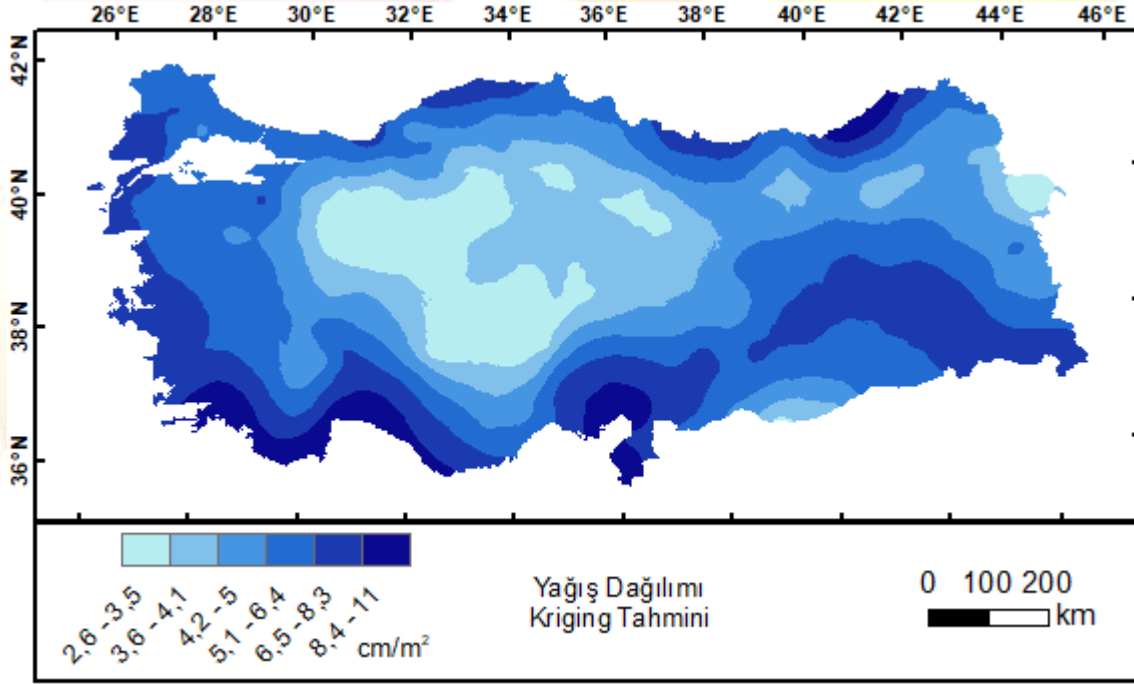 26°E 28°E 30°E 32°E 34°E 36°E 38°E 40°E 42°E 44°E 46°E
42°N
40°N
38°N
36°N
2,6 -3,5
3,6 -4,1
4,2 -5
5,1 -6,4
6,5 -8,3
8,4 -11
cm/m²
Yağış Dağılımı
Kriging Tahmini
0 100 200
km